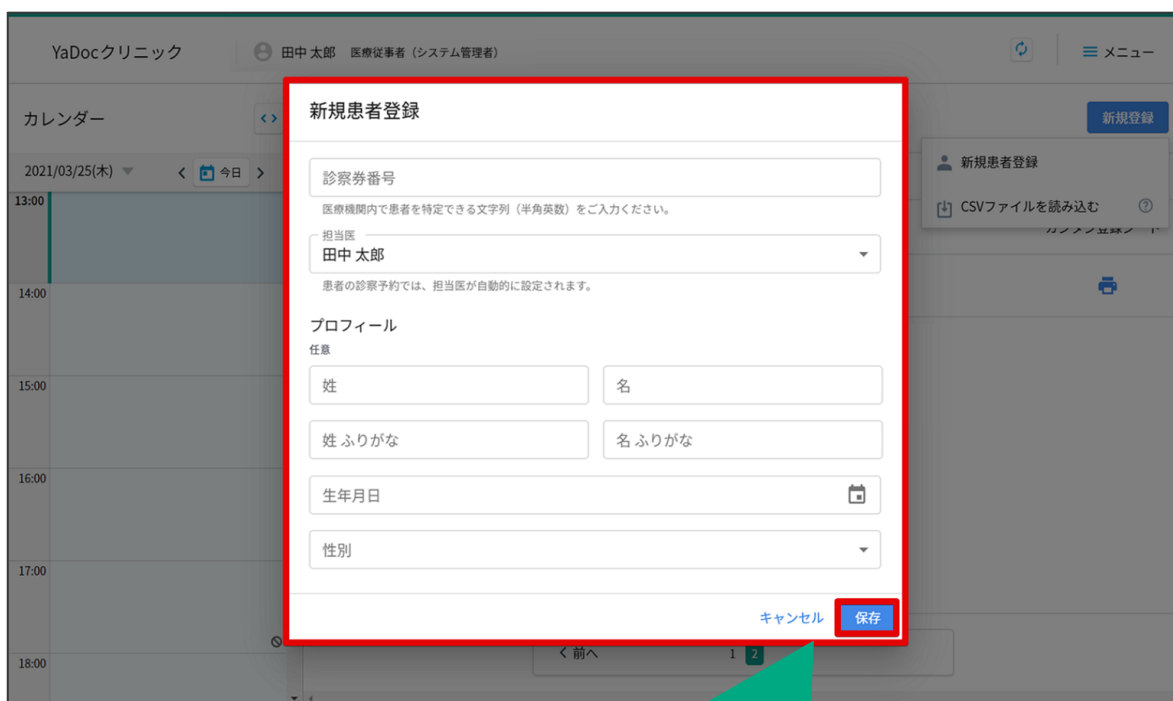 YaDocクリニック
田中 太郎 医療従事者（システム管理者）
メニュー
カレンダー
新規登録
2021/03/25(木)
今日
新規患者登録
CSVファイルを読み込む
13:00
14:00
15:00
16:00
17:00
18:00
新規患者登録
診察券番号
医療機関内で患者を特定できる文字列（半角英数）をご入力ください。
担当医
田中 太郎
患者の診察予約では、担当医が自動的に設定されます。
プロフィール
任意
姓
名
姓 ふりがな
名 ふりがな
生年月日
性別
キャンセル
保存
前へ
1 2